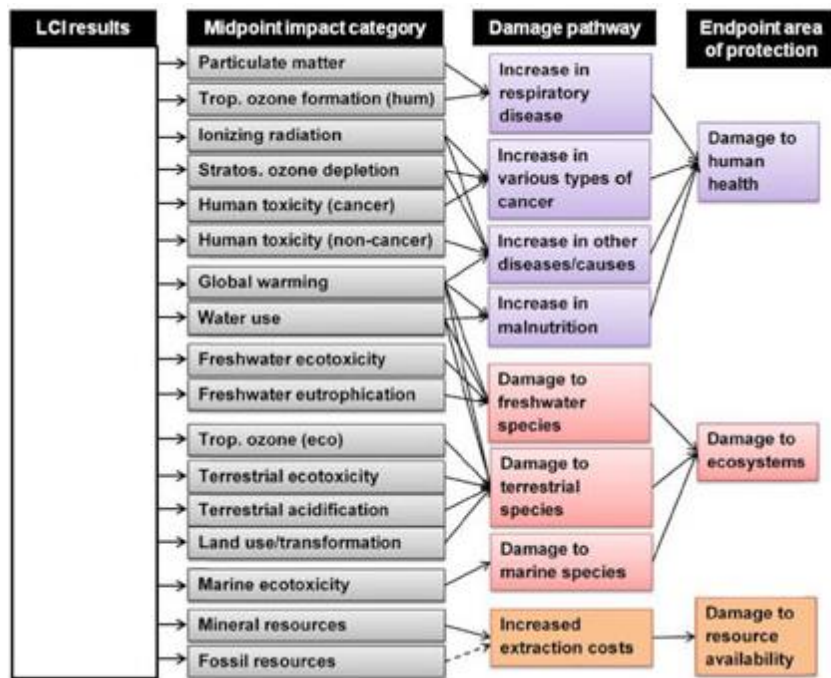 LCI results
Midpoint impact category
Damage pathway
Endpoint area
of protection
Particulate matter
Trop. ozone formation (hum)
Ionizing radiation
Stratos. ozone depletion
Human toxicity (cancer)
Human toxicity (non-cancer)
Global warming
Water use
Freshwater ecotoxicity
Freshwater eutrophication
Trop. ozone (eco)
Terrestrial ecotoxicity
Terrestrial acidification
Land use/transformation
Marine ecotoxicity
Mineral resources
Fossil resources
Increase in
respiratory
disease
Increase in
various types of
cancer
Increase in other
diseases/causes
Increase in
malnutrition
Damage to
freshwater
species
Damage to
terrestrial
species
Damage to
marine species
Increased
extraction costs
Damage to
human
health
Damage to
ecosystems
Damage to
resource
availability